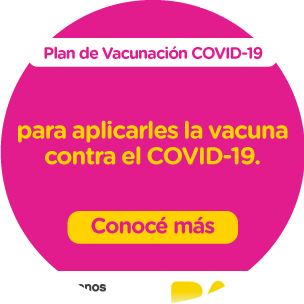 Plan de Vacunación COVID-19
para aplicarles la vacuna
contra el COVID-19.
Conocé más